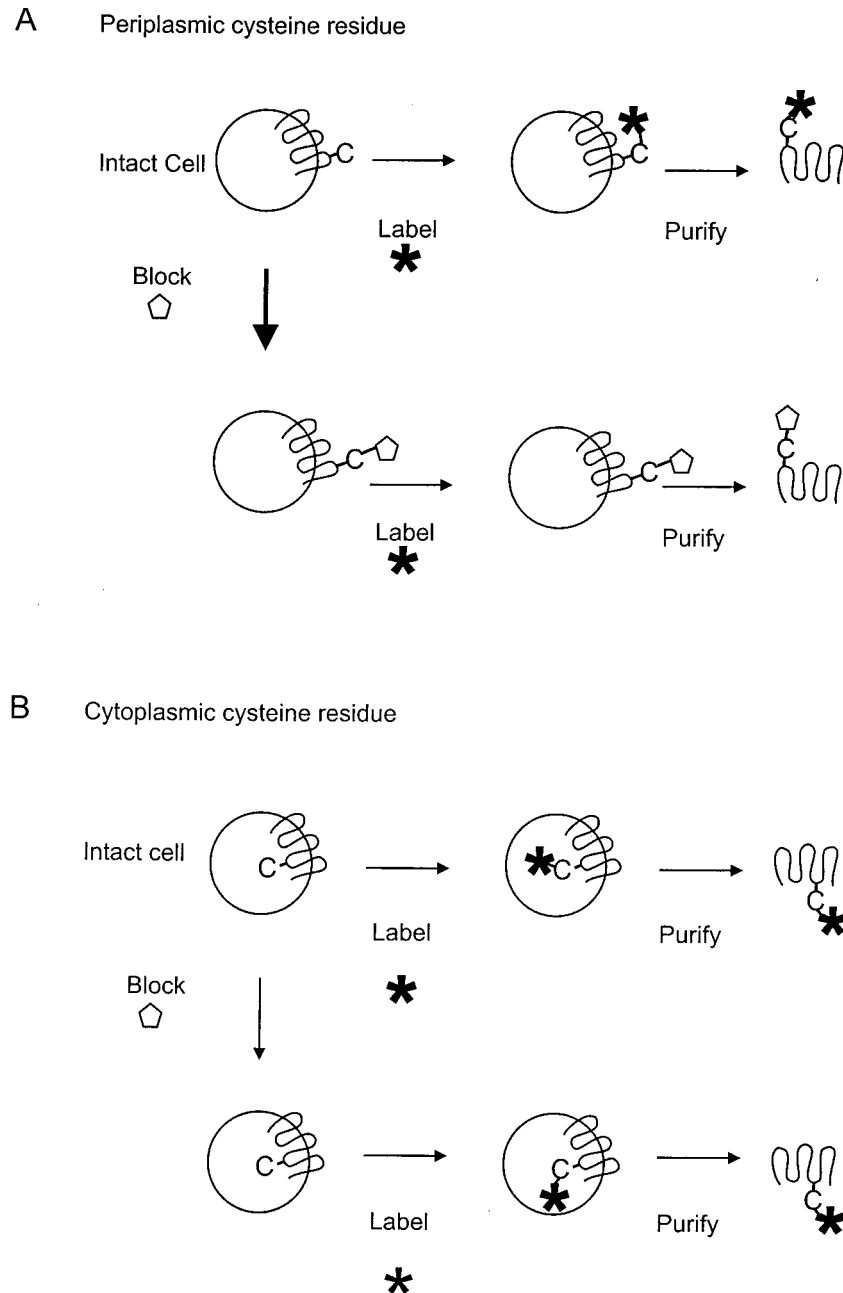 A Periplasmic cysteine residue
Intact Cell
C
C
C
Label
*
Purify
Block
C
C
C
Label
*
Purify
B Cytoplasmic cysteine residue
Intact cell
C
C
C
Label
*
Purify
Block
C
C
C
Label
*
Purify